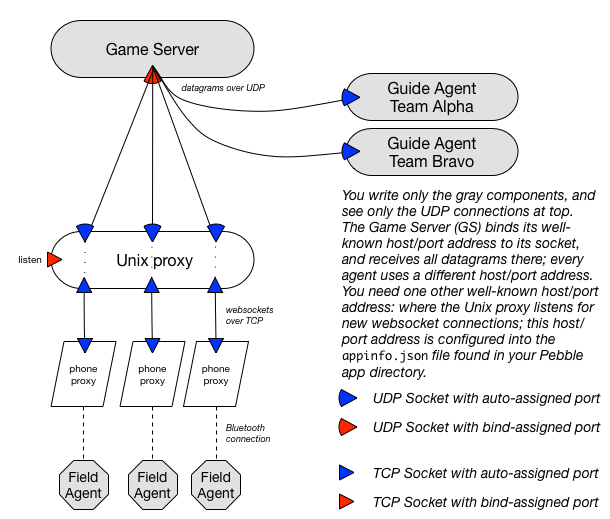 Game Server
datagrams over UDP
Guide Agent
Team Alpha
Guide Agent
Team Bravo
You write only the gray components, and
see only the UDP connections at top.
The Game Server (GS) binds its well-
known host/port address to its socket,
and receives all datagrams there; every
agent uses a different host/port address.
You need one other well-known host/port
address: where the Unix proxy listens for
new websocket connections; this host/
port address is configured into the
appinfo.json file found in your Pebble
app directory.
listen
Unix proxy
websockets
over TCP
phone
proxy
phone
proxy
phone
proxy
Bluetooth
connection
Field
Agent
Field
Agent
Field
Agent
UDP Socket with auto-assigned port
UDP Socket with bind-assigned port
TCP Socket with auto-assigned port
TCP Socket with bind-assigned port